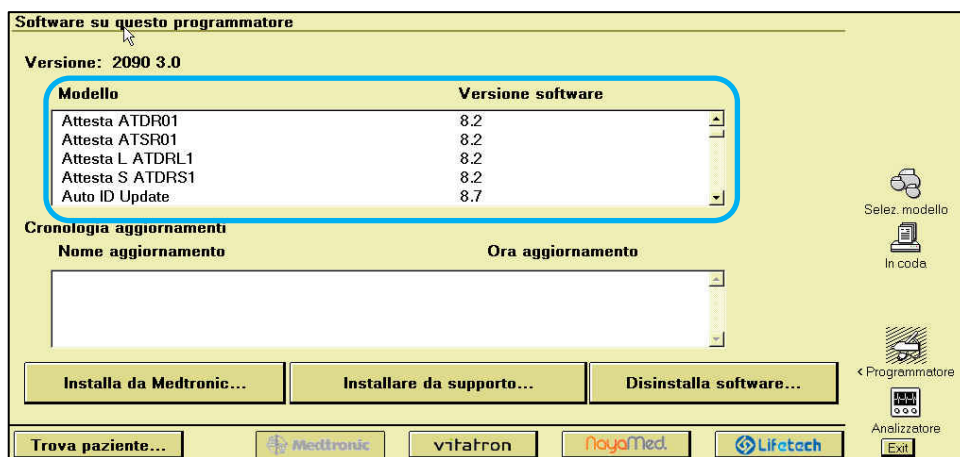 Software su questo programmatore
Versione: 2090 3.0
Modello Versione software
Attesta ATDR01 8.2
Attesta ATSR01 8.2
Attesta L ATDRL1 8.2
Attesta S ATDRS1 8.2
Auto ID Update 8.7
Cronologia aggiornamenti
Nome aggiornamento Ora aggiornamento
Selez. modello
In coda
Installa da Medtronic... Installare da supporto... Disinstalla software...
< Programmatore
Analizzatore
Trova paziente... Medtronic vitatron NayaMed. Lifetech Exit